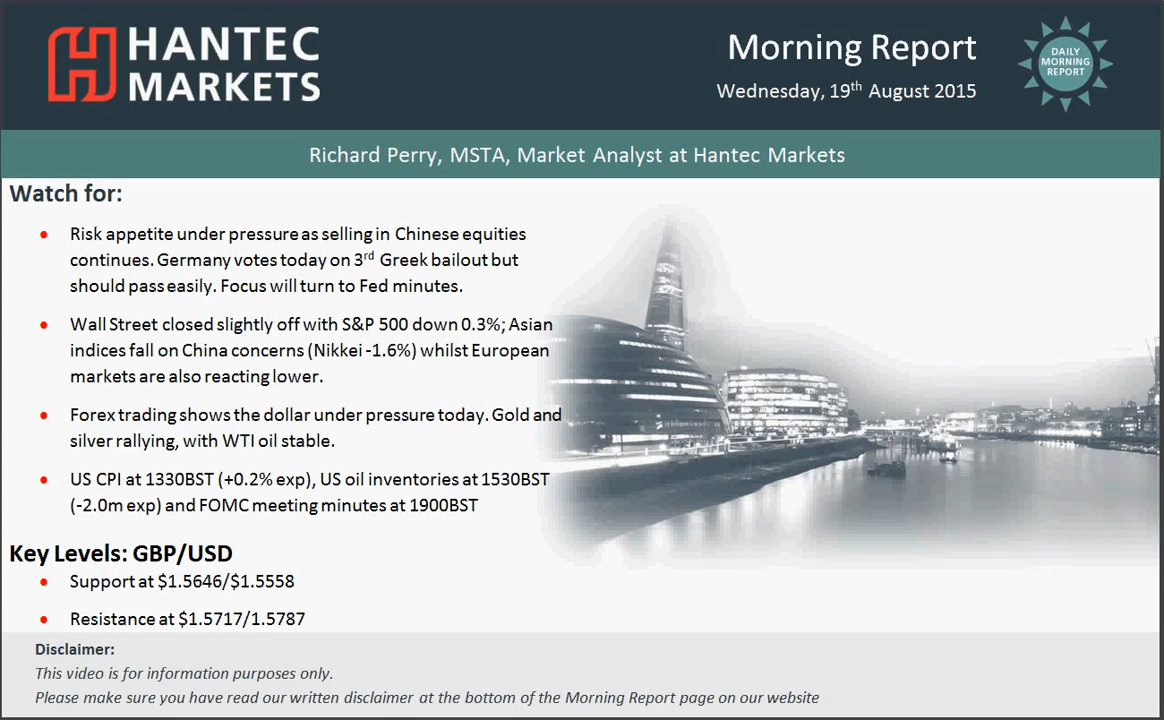 HANTEC
MARKETS
Morning Report
Wednesday, 19th August 2015
DAILY
MORNING
REPORT
Richard Perry, MSTA, Market Analyst at Hantec Markets
Watch for:
Risk appetite under pressure as selling in Chinese equities
continues. Germany votes today on 3rd Greek bailout but
should pass easily. Focus will turn to Fed minutes.
Wall Street closed slightly off with S&P 500 down 0.3%; Asian
indices fall on China concerns (Nikkei -1.6%) whilst European
markets are also reacting lower.
Forex trading shows the dollar under pressure today. Gold and
silver rallying, with WTI oil stable.
US CPI at 1330BST (+0.2% exp), US oil inventories at 1530BST
(-2.0m exp) and FOMC meeting minutes at 1900BST
Key Levels: GBP/USD
Support at $1.5646/$1.5558
Resistance at $1.5717/1.5787
Disclaimer:
This video is for information purposes only.
Please make sure you have read our written disclaimer at the bottom of the Morning Report page on our website